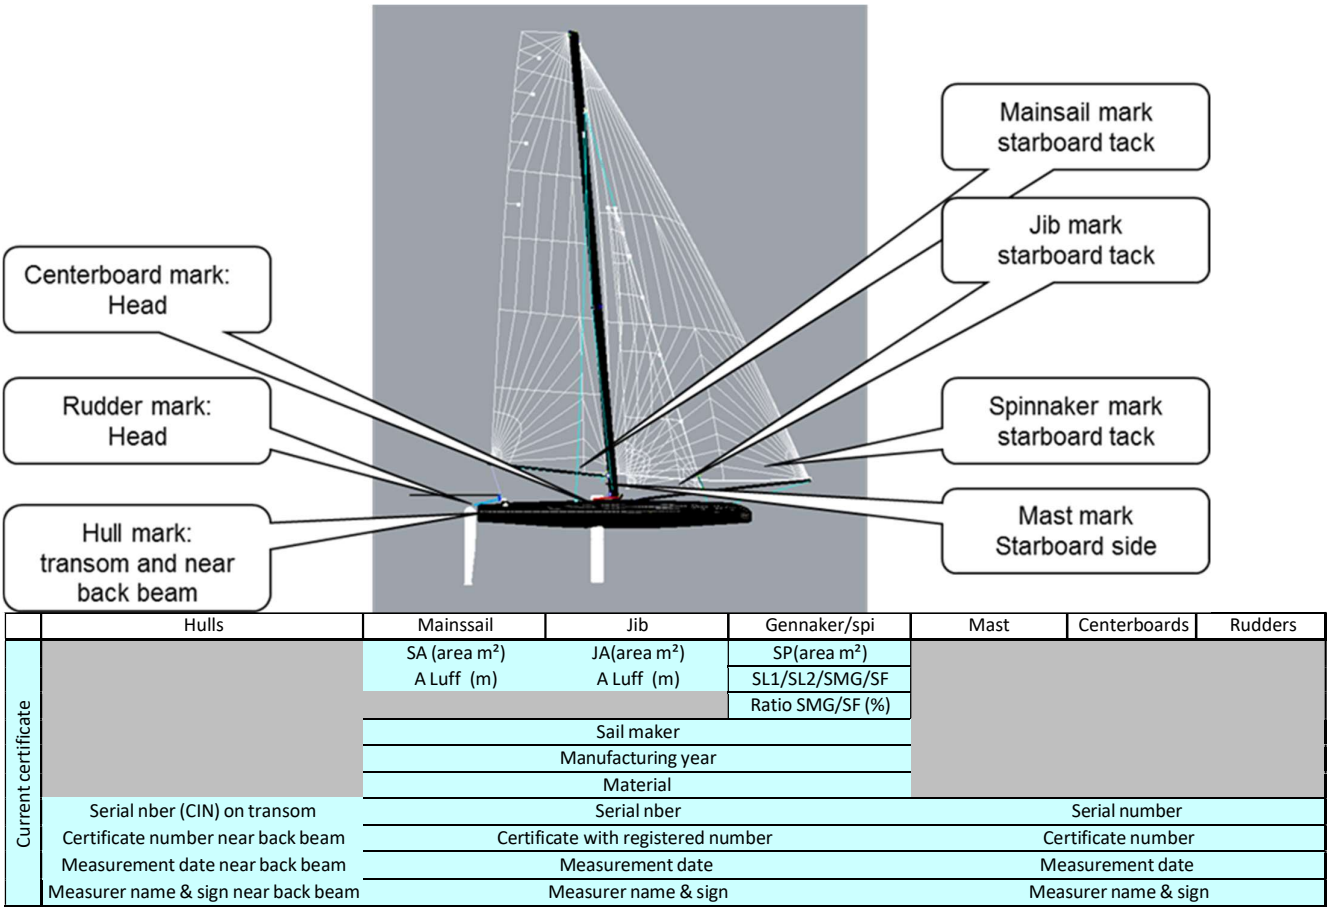 Mainsail mark
starboard tack
Jib mark
starboard tack
Centerboard mark:
Head
Rudder mark:
Head
Spinnaker mark
starboard tack
Hull mark:
transom and near
back beam
Mast mark
Starboard side
Hulls Mainssail Jib Gennaker/spi Mast Centerboards Rudders
Current certificate
SA (area m²) JA(area m²) SP(area m²)
A Luff (m) A Luff (m) SL1/SL2/SMG/SF
Ratio SMG/SF (%)
Sail maker
Manufacturing year
Material
Serial nber (CIN) on transom Serial nber Serial number
Certificate number near back beam Certificate with registered number Certificate number
Measurement date near back beam Measurement date Measurement date
Measurer name & sign near back beam Measurer name & sign Measurer name & sign